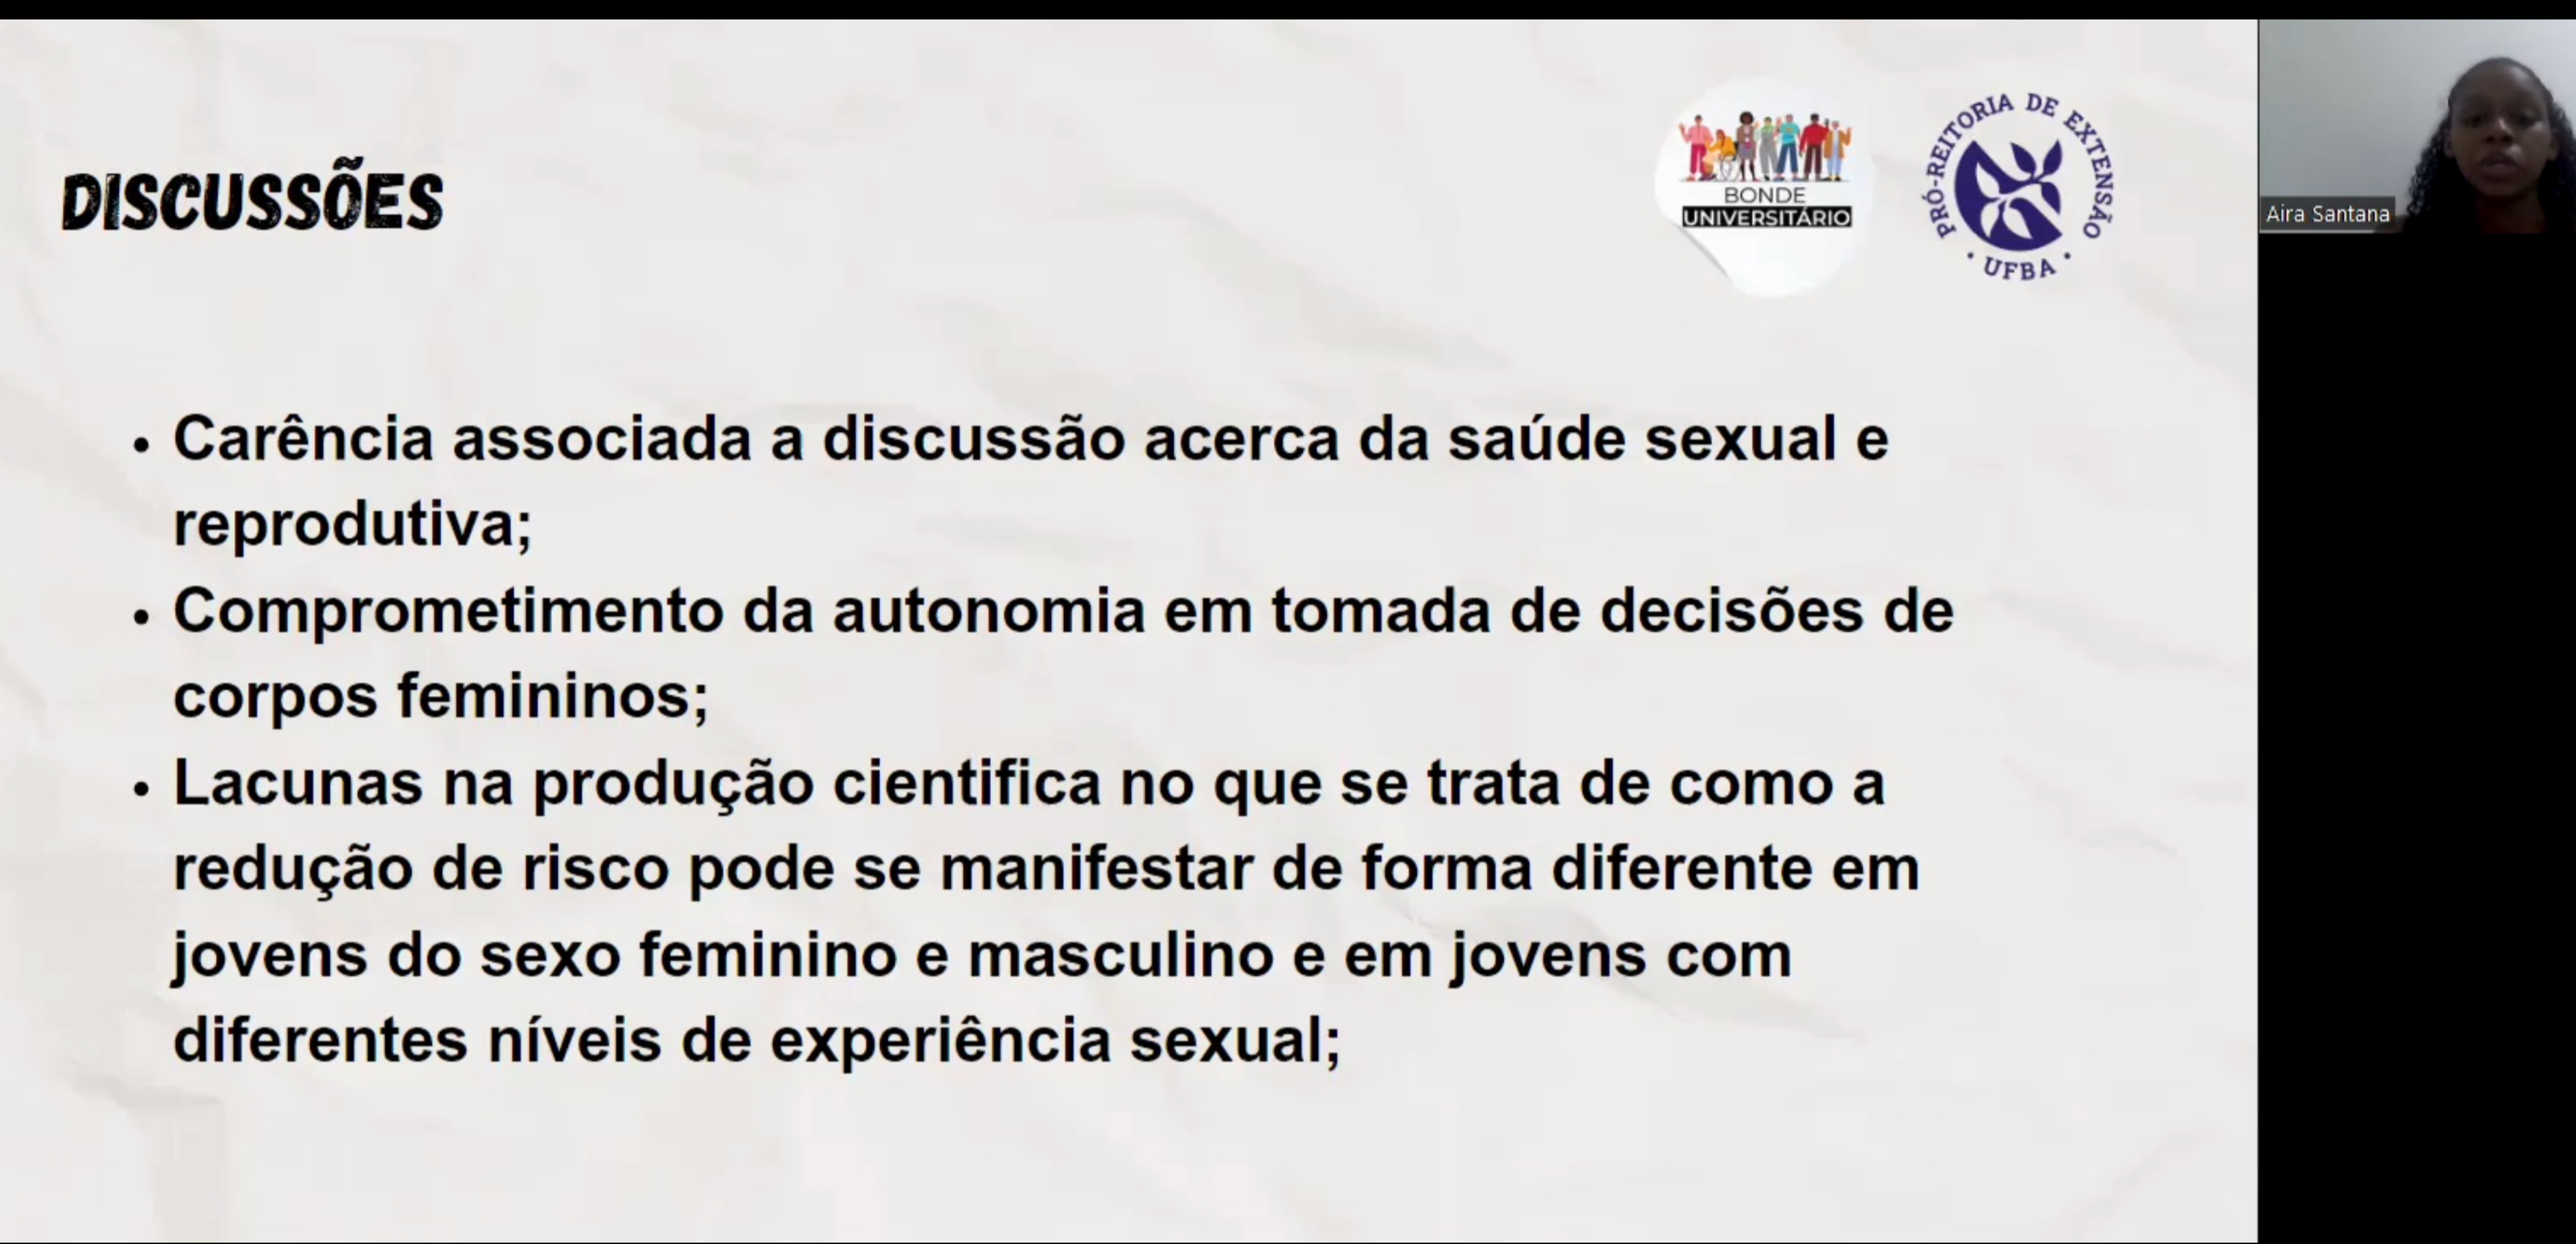 DISCUSSÕES
BONDE
UNIVERSITÁRIO
PRÓ-REITORIA DE EXTENSÃO
· UFBA ·
Aira Santana
• Carência associada a discussão acerca da saúde sexual e
reprodutiva;
• Comprometimento da autonomia em tomada de decisões de
corpos femininos;
• Lacunas na produção cientifica no que se trata de como a
redução de risco pode se manifestar de forma diferente em
jovens do sexo feminino e masculino e em jovens com
diferentes níveis de experiência sexual;